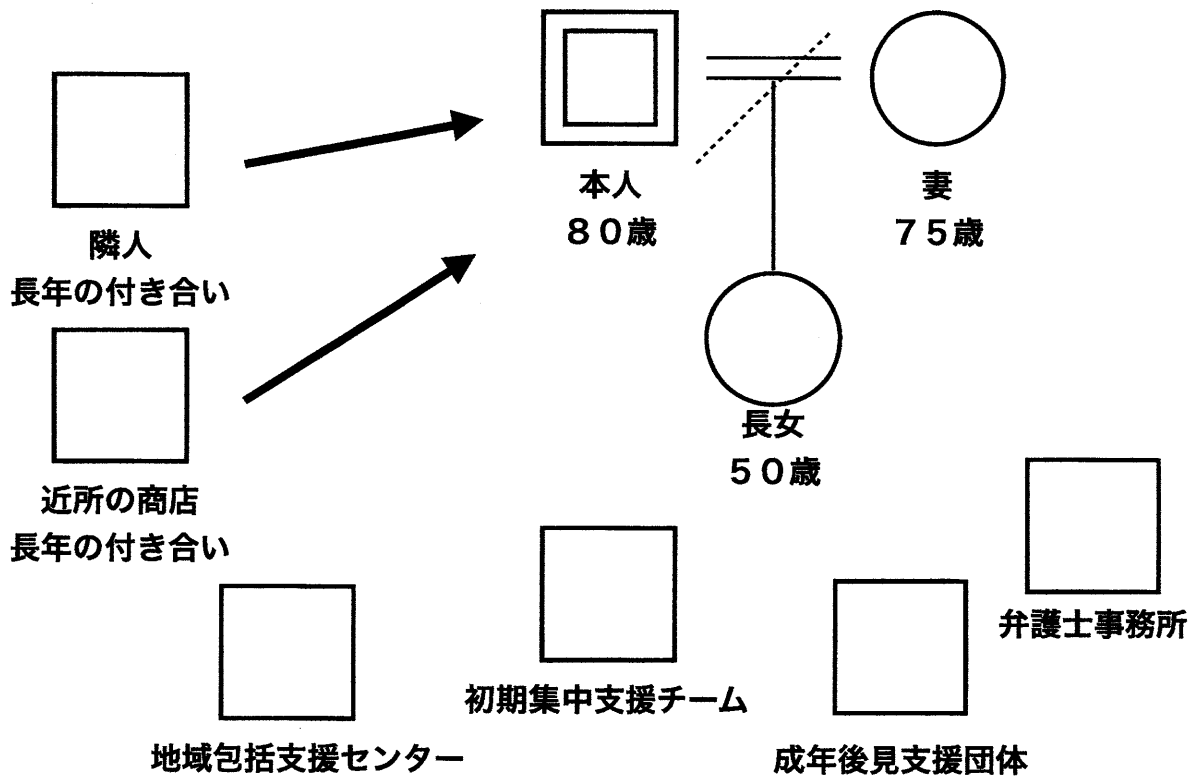 本人
80歳
妻
75歳
隣人
長年の付き合い
長女
50歳
近所の商店
長年の付き合い
弁護士事務所
初期集中支援チーム
地域包括支援センター
成年後見支援団体